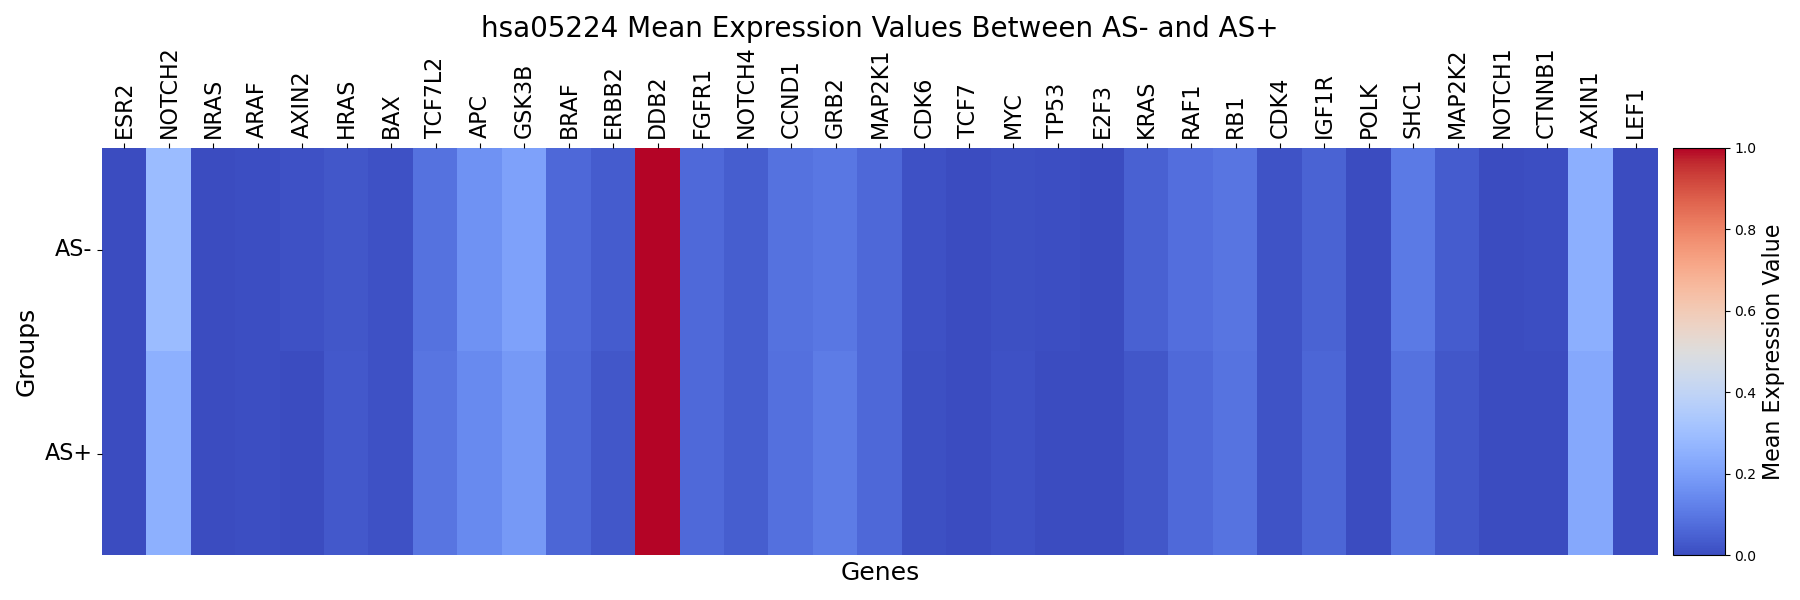 hsa05224 Mean Expression Values Between AS- and AS+
ESR2
NOTCH2
NRAS
ARAF
AXIN2
HRAS
BAX
TCF7L2
APC
GSK3B
BRAF
ERBB2
DDB2
FGFR1
NOTCH4
CCND1
GRB2
MAP2K1
CDK6
TCF7
MYC
TP53
E2F3
KRAS
RAF1
RB1
CDK4
IGF1R
POLK
SHC1
MAP2K2
NOTCH1
CTNNB1
AXIN1
LEF1
Groups
AS-
AS+
Genes
1.0
0.8
0.6
0.4
0.2
0.0
Mean Expression Value